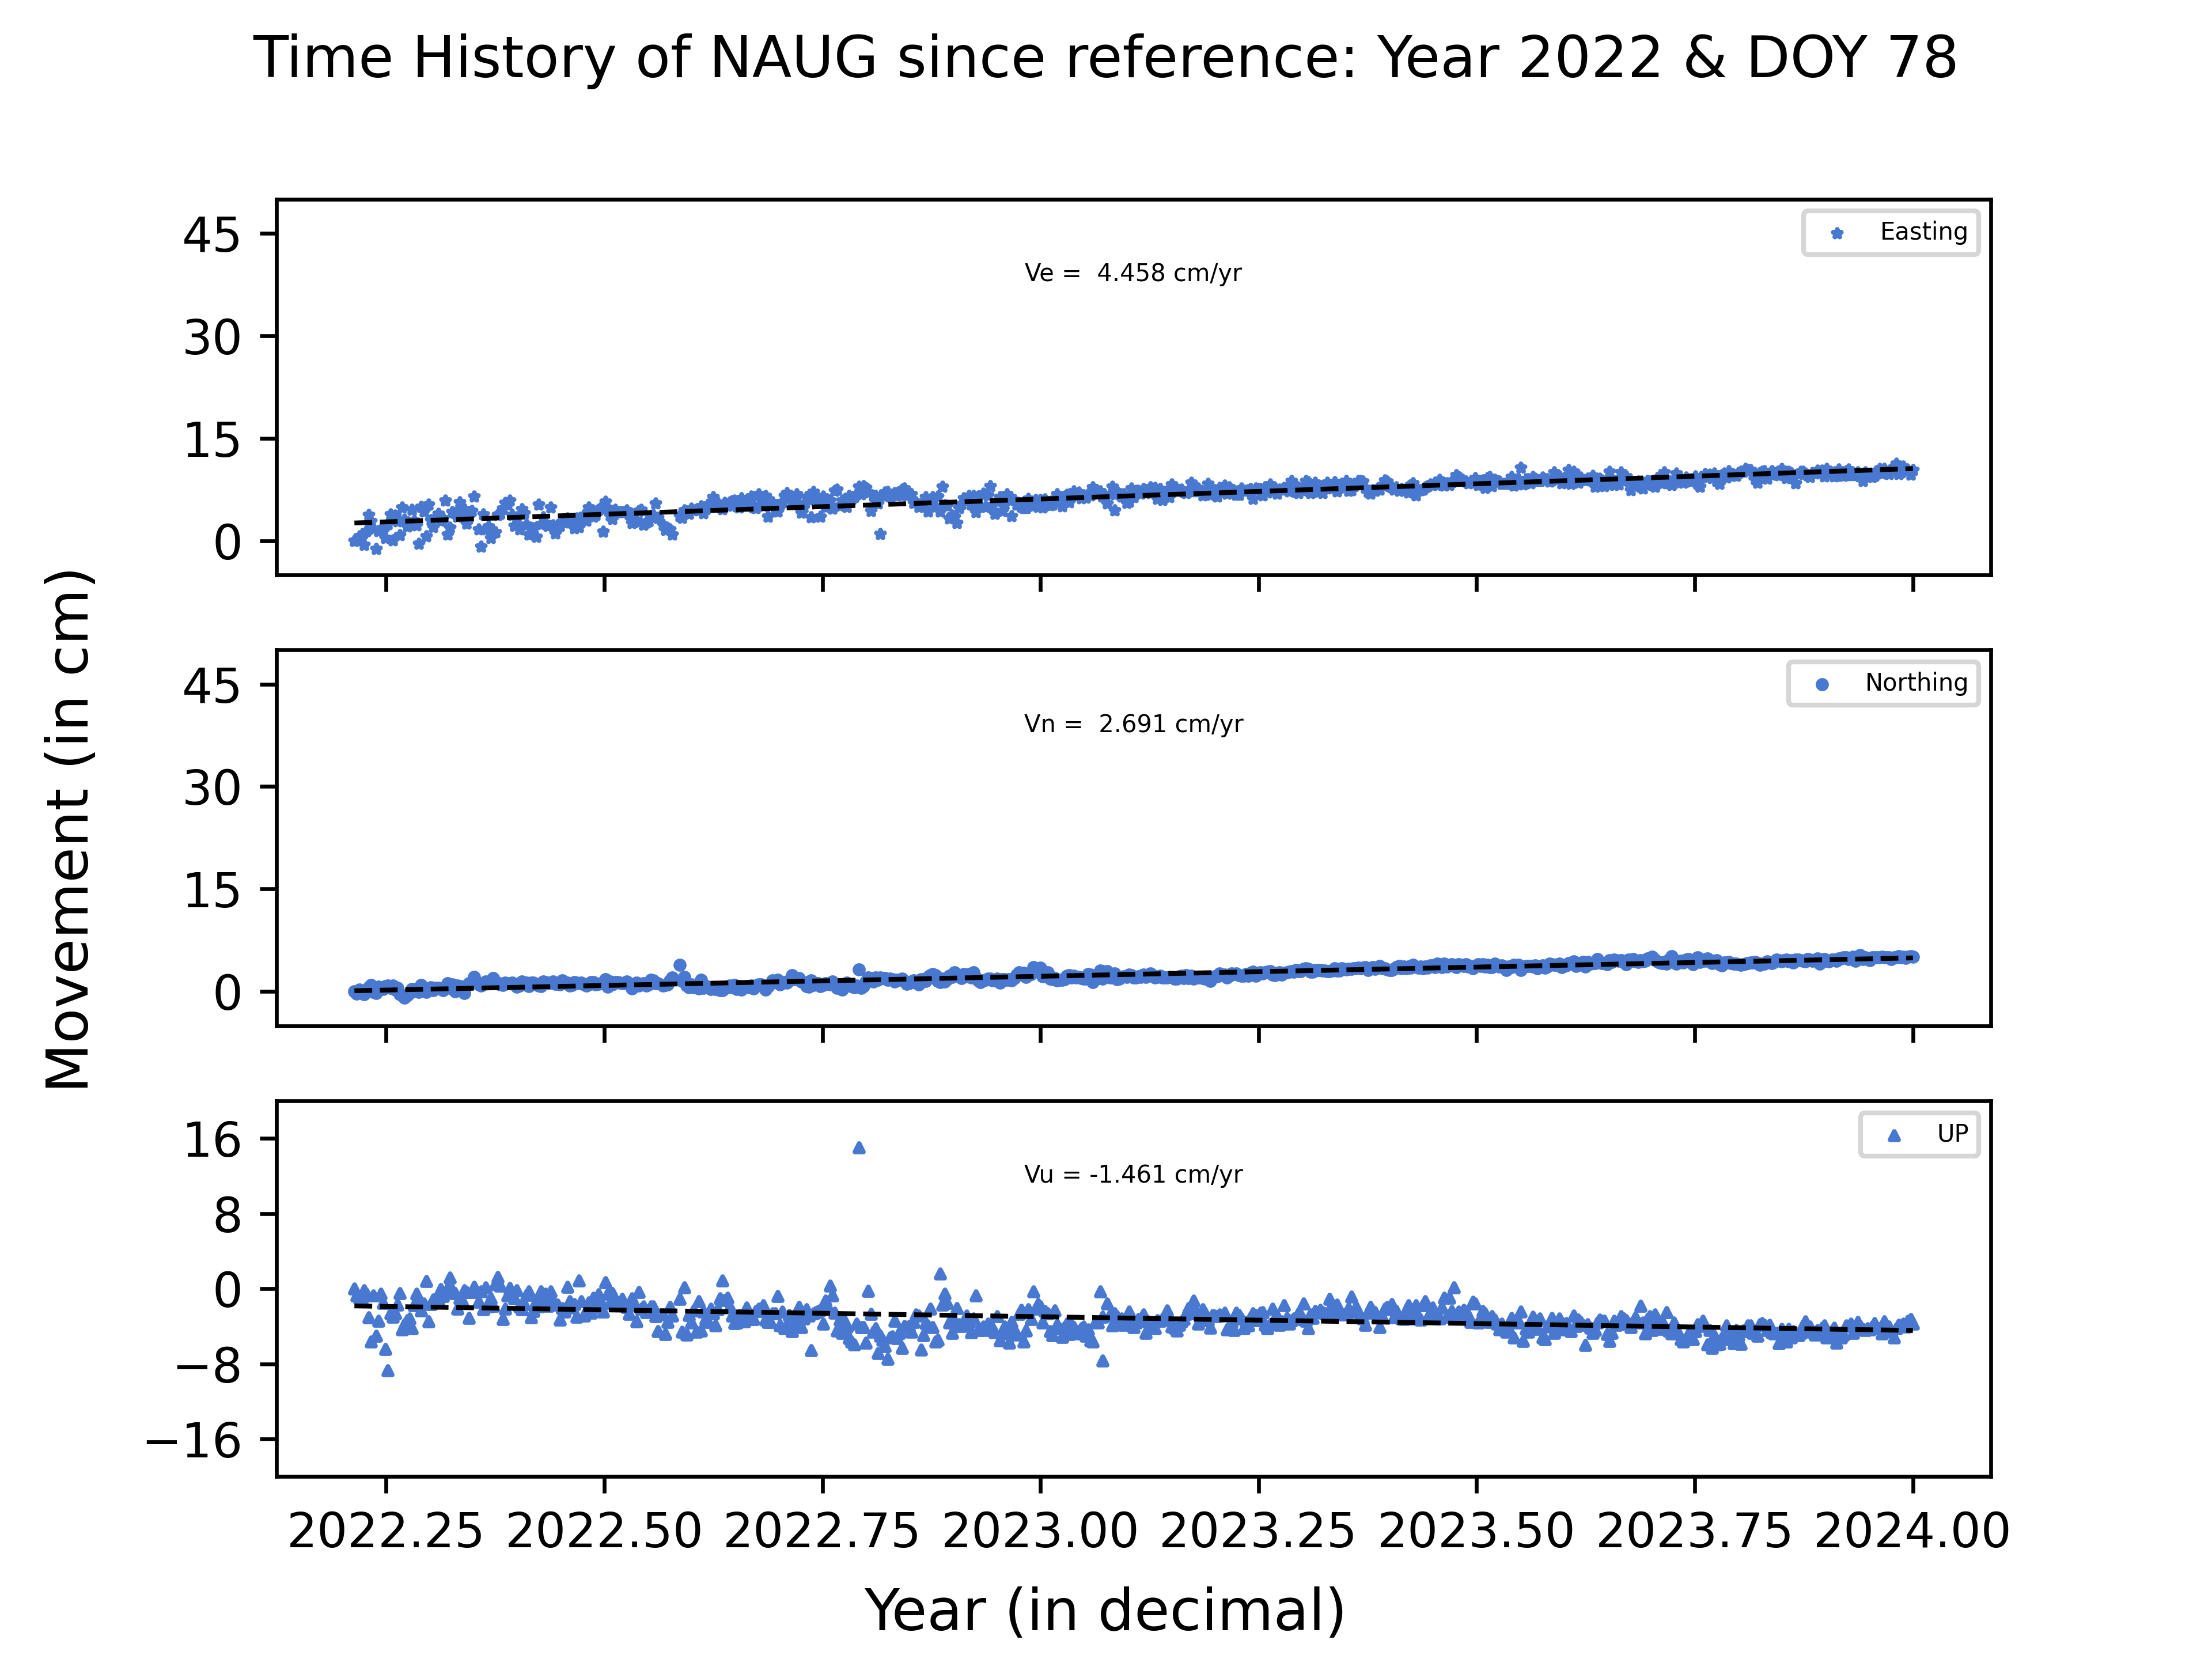 Time History of NAUG since reference: Year 2022 & DOY 78
Movement (in cm)
45
30
15
0
Ve =  4.458 cm/yr
Easting
45
30
15
0
Vn =  2.691 cm/yr
Northing
16
8
0
−8
−16
Vu = -1.461 cm/yr
UP
2022.25 2022.50 2022.75 2023.00 2023.25 2023.50 2023.75 2024.00
Year (in decimal)